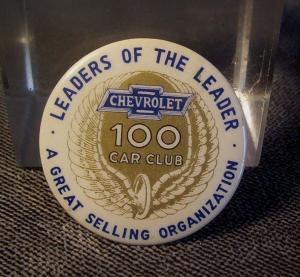 · LEADERS OF THE LEADER ·
CHEVROLET
100
CAR CLUB
A GREAT SELLING ORGANIZATION